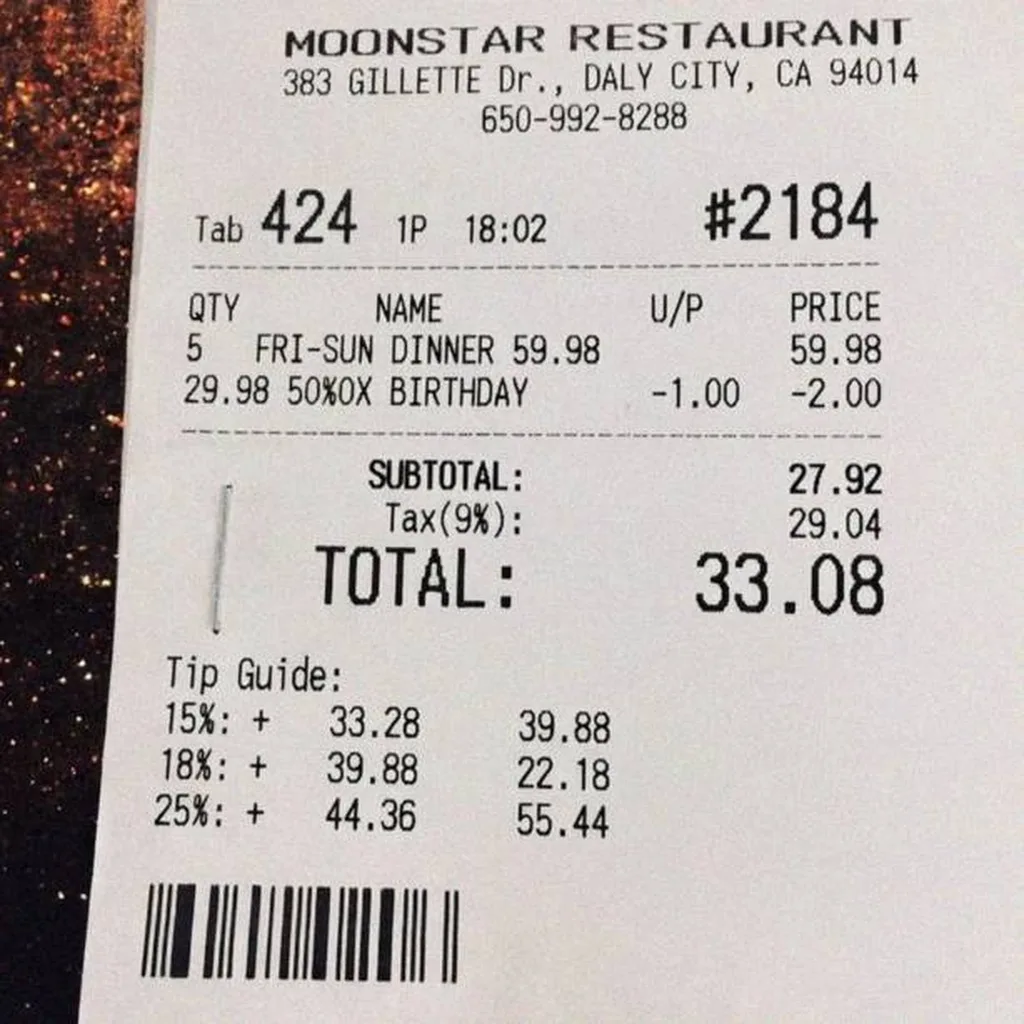 MOONSTAR RESTAURANT
383 GILLETTE Dr., DALY CITY, CA 94014
650-992-8288
Tab 424 1P 18:02 #2184
QTY NAME U/P PRICE
5 FRI-SUN DINNER 59.98 59.98
29.98 50%OX BIRTHDAY -1.00 -2.00
SUBTOTAL: 27.92
Tax(9%): 29.04
TOTAL: 33.08
Tip Guide:
15%: + 33.28 39.88
18%: + 39.88 22.18
25%: + 44.36 55.44